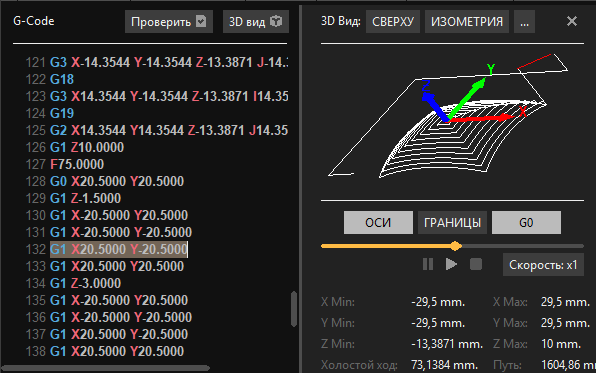 G-Code
Проверить
3D вид
121 G3 X-14.3544 Y-14.3544 Z-13.3871 J-14.3
122 G18
123 G3 X14.3544 Y-14.3544 Z-13.3871 I14.35
124 G19
125 G2 X14.3544 Y14.3544 Z-13.3871 J14.35
126 G1 Z10.0000
127 F75.0000
128 G0 X20.5000 Y20.5000
129 G1 Z-1.5000
130 G1 X-20.5000 Y20.5000
131 G1 X-20.5000 Y-20.5000
132 G1 X20.5000 Y-20.5000
133 G1 X20.5000 Y20.5000
134 G1 Z-3.0000
135 G1 X-20.5000 Y20.5000
136 G1 X-20.5000 Y-20.5000
137 G1 X20.5000 Y-20.5000
138 G1 X20.5000 Y20.5000
3D Вид:
СВЕРХУ
ИЗОМЕТРИЯ
...
Z
Y
X
ОСИ
ГРАНИЦЫ
G0
Скорость: x1
X Min: -29,5 mm. X Max: 29,5 mm.
Y Min: -29,5 mm. Y Max: 29,5 mm.
Z Min: -13,3871 mm. Z Max: 10 mm.
Холостой ход: 73,1384 mm. Путь: 1604,86 mm